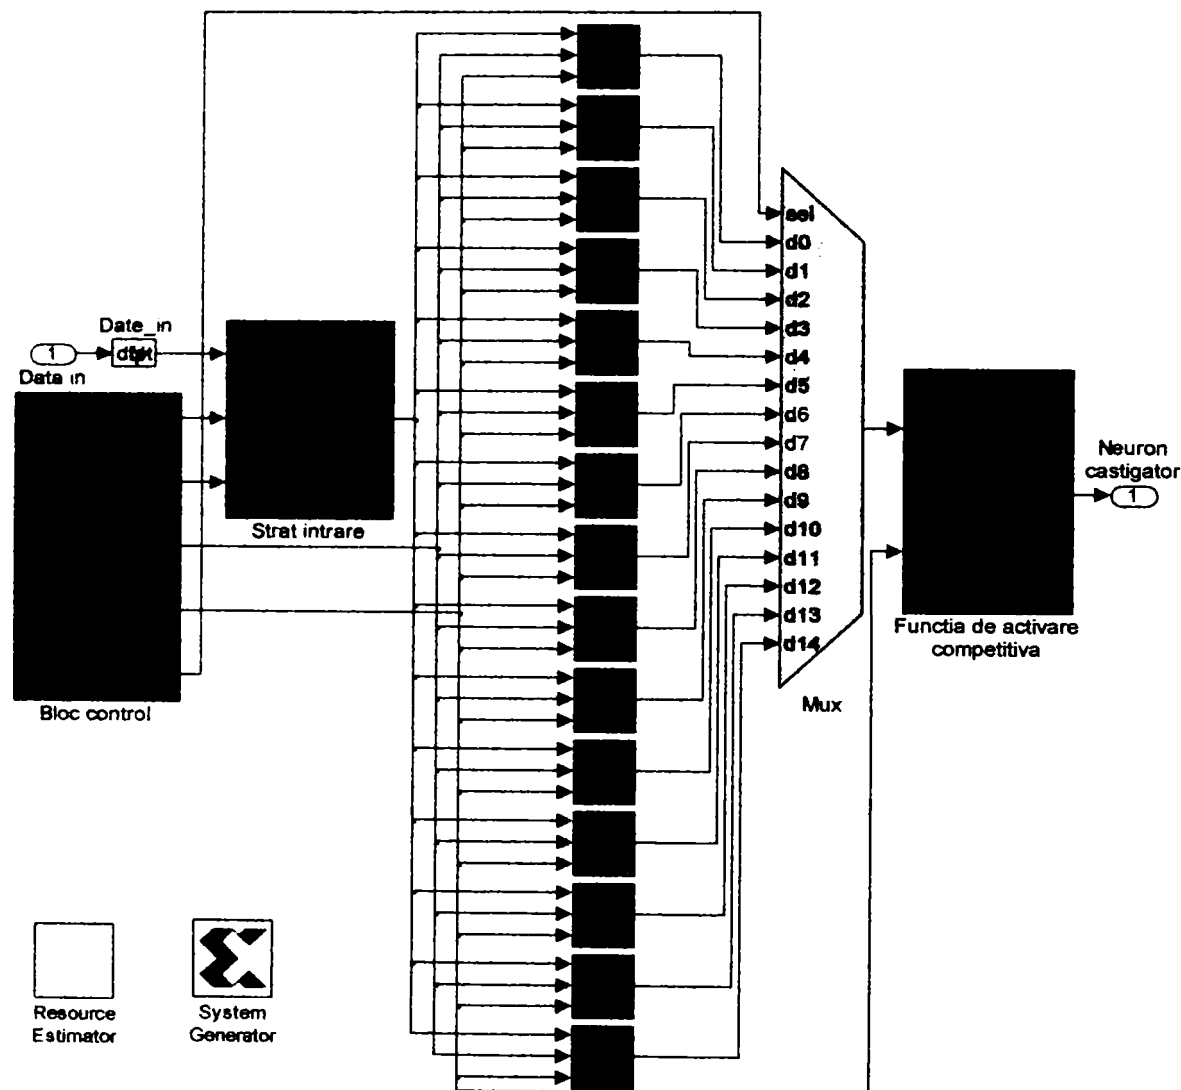 Date_in
1
Data in
Strat intrare
Bloc control
sel
d0
d1
d2
d3
d4
d5
d6
d7
d8
d9
d10
d11
d12
d13
d14
Mux
Functia de activare
competitiva
Neuron
castigator
1
Resource
Estimator
System
Generator